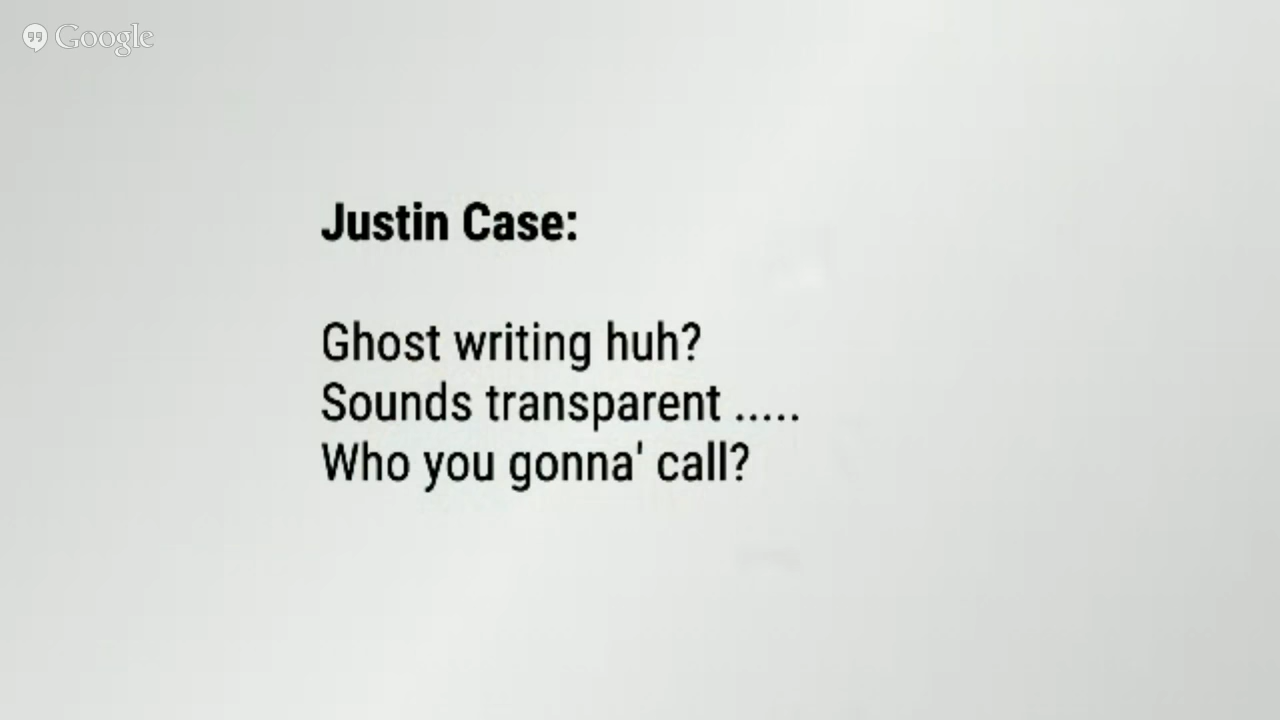 Google
Justin Case:
Ghost writing huh?
Sounds transparent .....
Who you gonna' call?